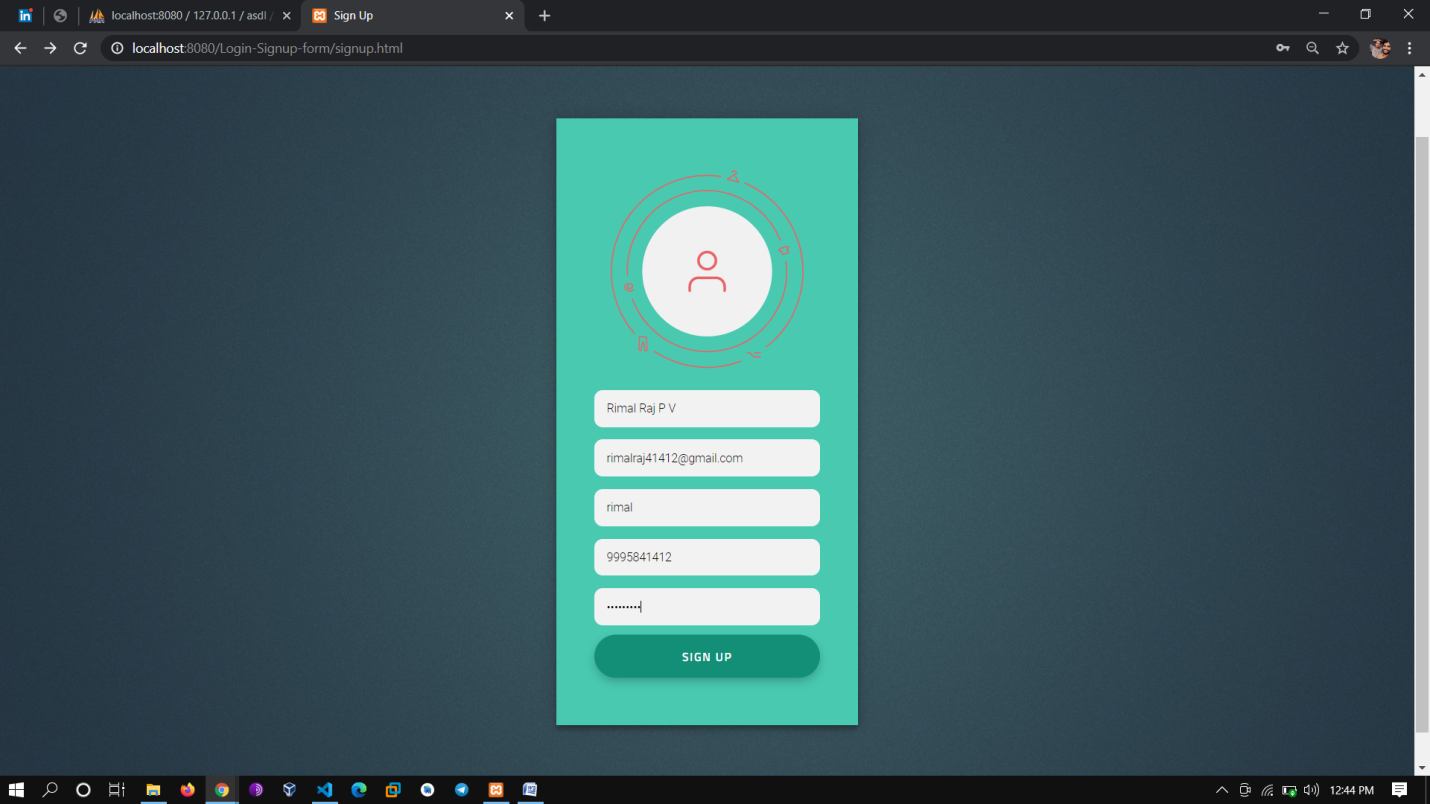 localhost:8080 / 127.0.0.1 / asdl /
Sign Up
localhost:8080/Login-Signup-form/signup.html
Rimal Raj P V
rimalraj41412@gmail.com
rimal
9995841412
•••••••••
SIGN UP
12:44 PM